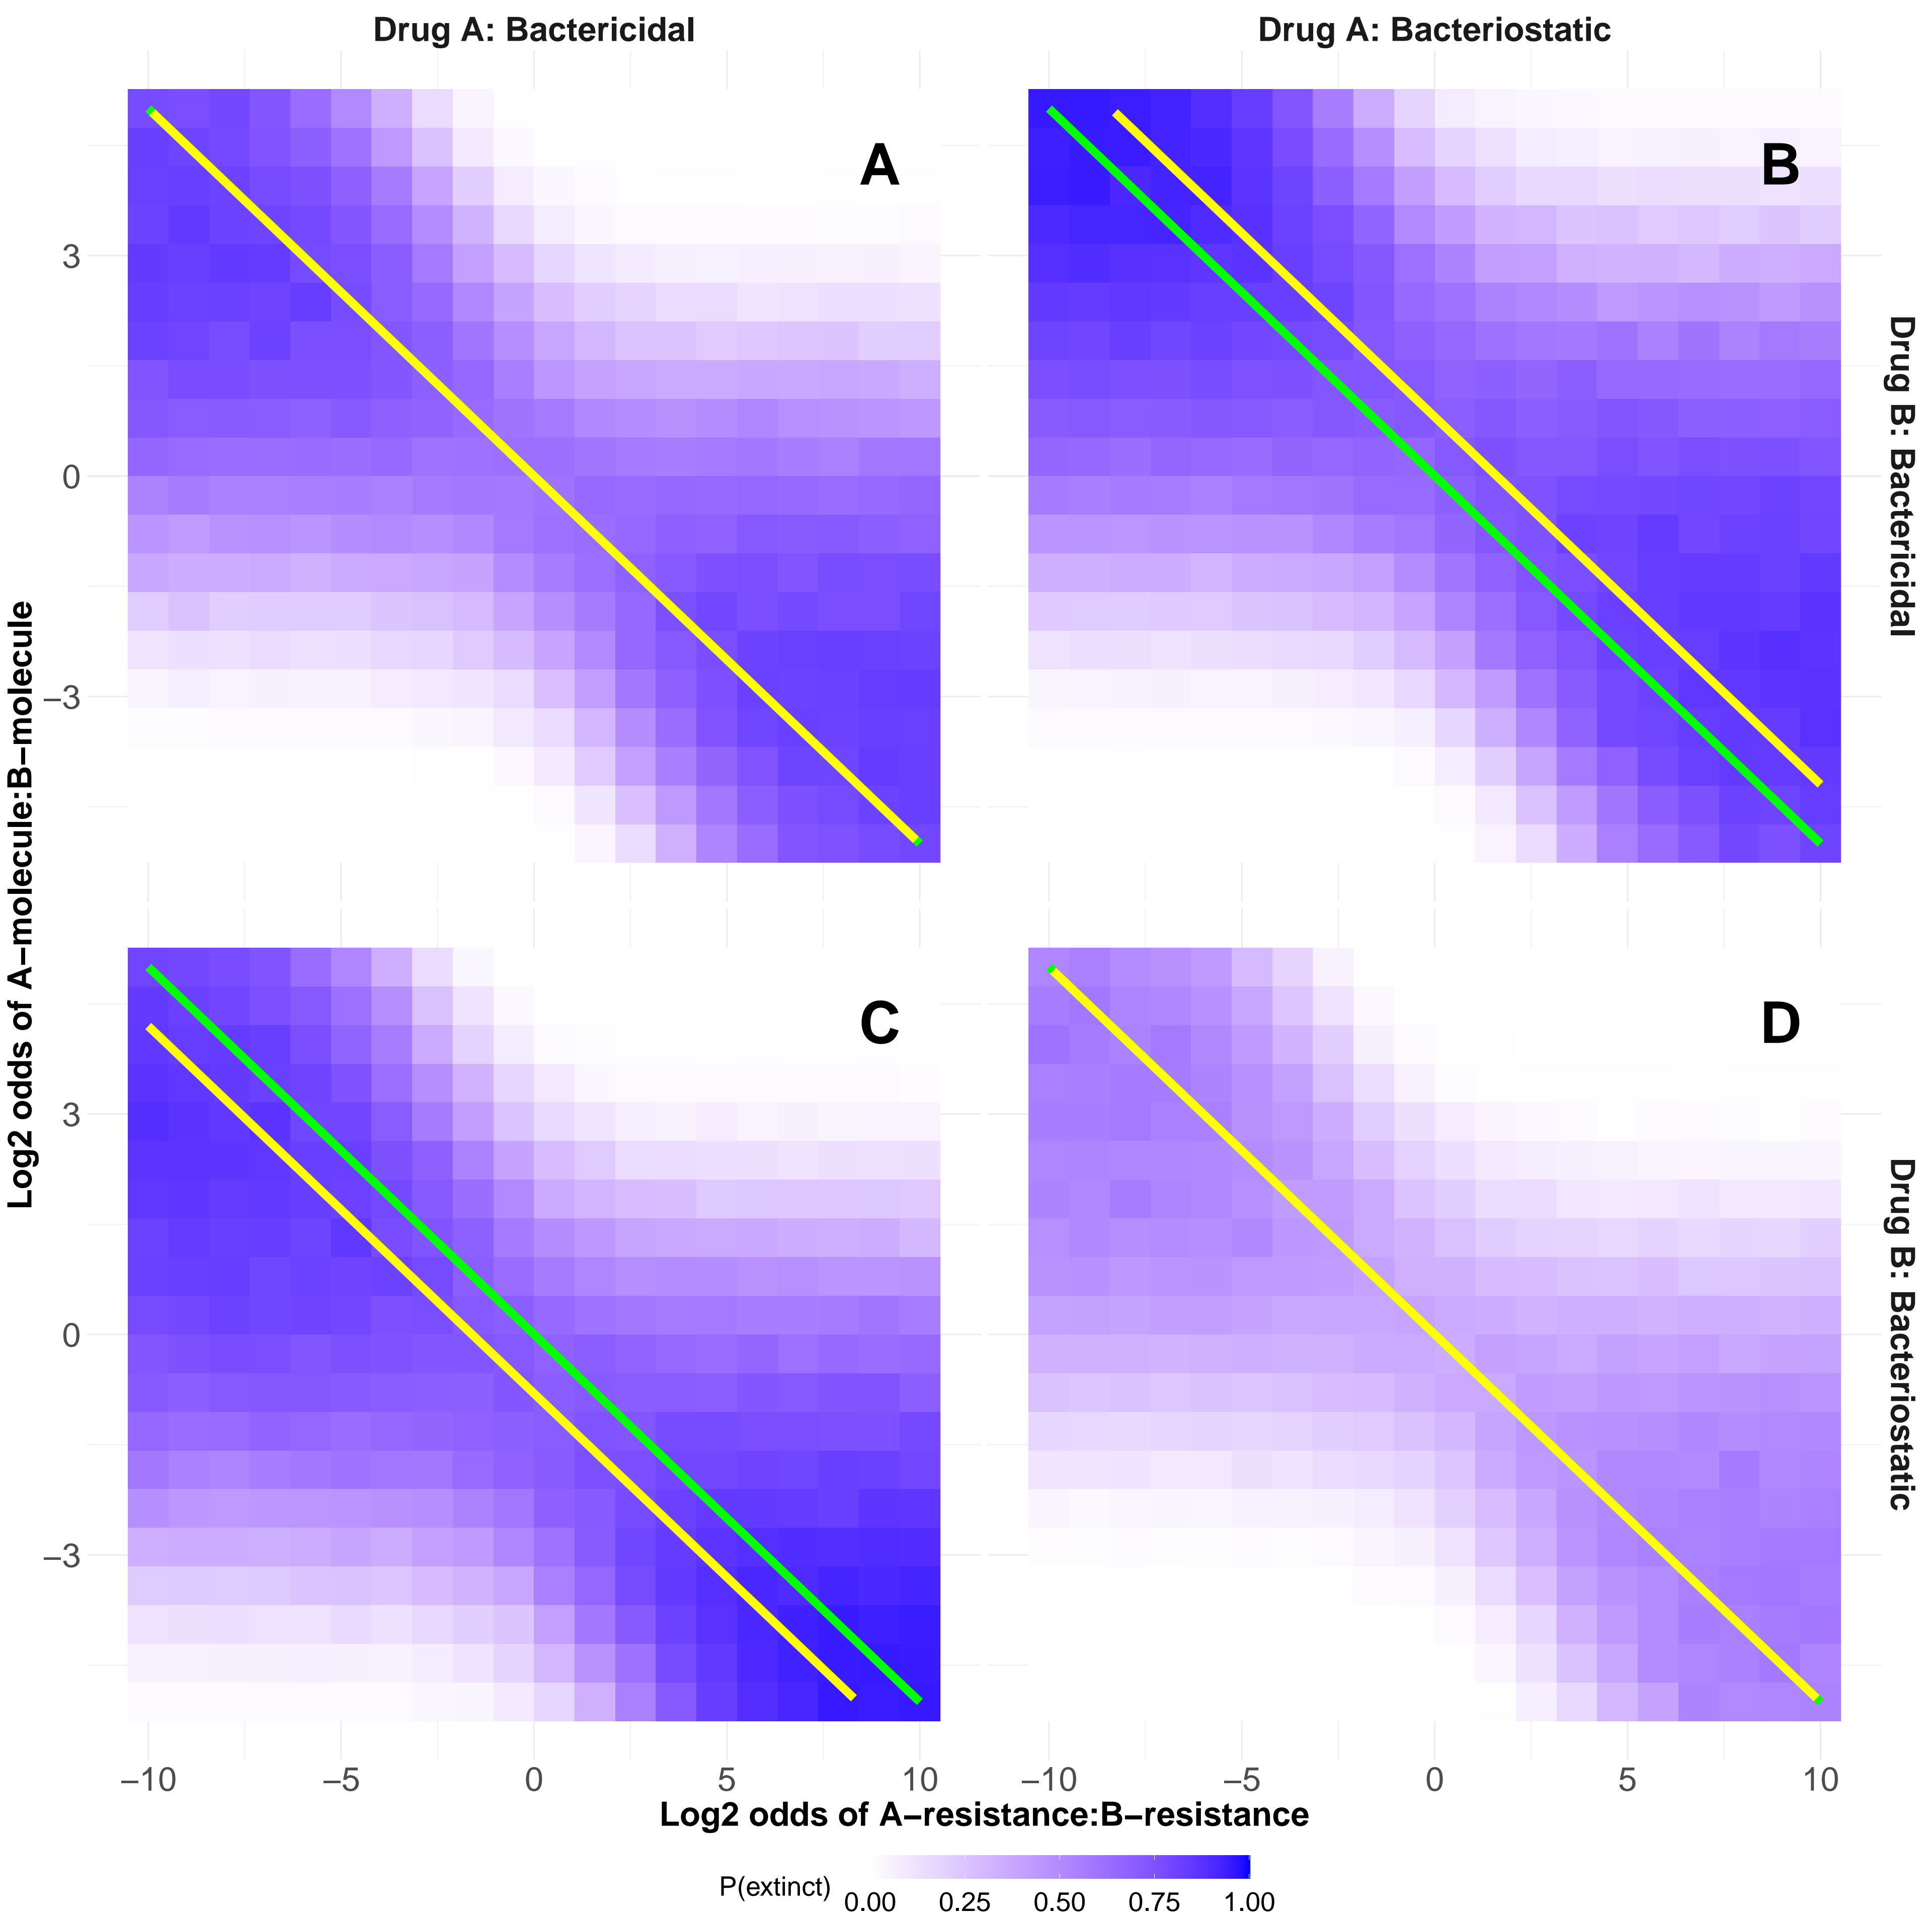 Drug A: Bactericidal
Drug A: Bacteriostatic
A
B
3
0
−3
Drug B: Bactericidal
Log2 odds of A−molecule:B−molecule
C
D
3
0
−3
Drug B: Bacteriostatic
−10 −5 0 5 10
−10 −5 0 5 10
Log2 odds of A−resistance:B−resistance
P(extinct)
0.00 0.25 0.50 0.75 1.00